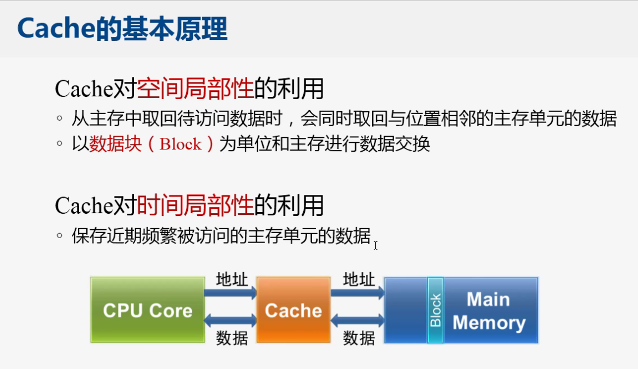 Cache的基本原理
Cache对空间局部性的利用
◦ 从主存中取回待访问数据时，会同时取回与位置相邻的主存单元的数据
◦ 以数据块（Block）为单位和主存进行数据交换
Cache对时间局部性的利用
◦ 保存近期频繁被访问的主存单元的数据
地址
地址
CPU Core
Cache
Block
Main
Memory
数据
数据